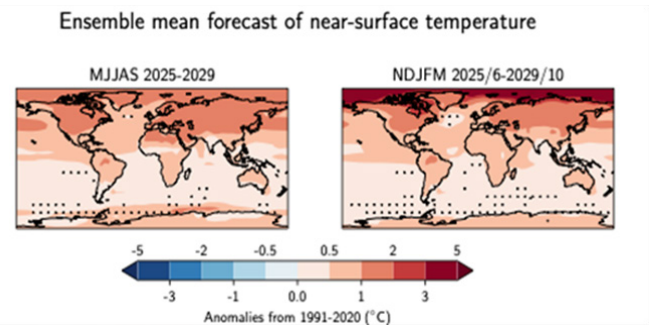 Ensemble mean forecast of near-surface temperature
MJJAS 2025-2029
NDJFM 2025/6-2029/10
-5 -2 -0.5 0.5 2 5
-3 -1 0.0 1 3
Anomalies from 1991-2020 (°C)